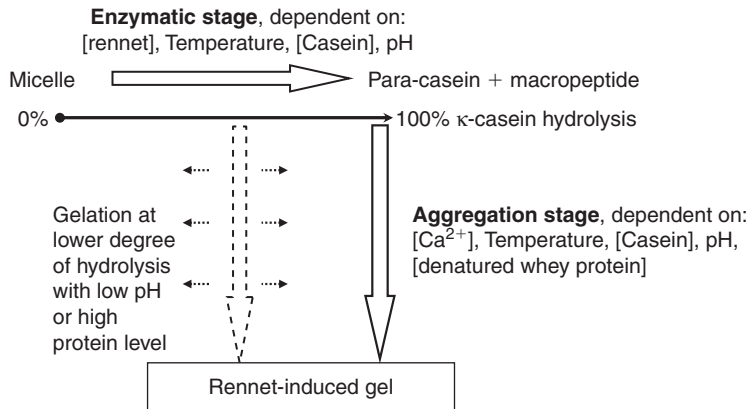 Enzymatic stage, dependent on:
[rennet], Temperature, [Casein], pH
Micelle
Para-casein + macropeptide
0%
100% κ-casein hydrolysis
Gelation at
lower degree
of hydrolysis
with low pH
or high
protein level
Aggregation stage, dependent on:
[Ca²⁺], Temperature, [Casein], pH,
[denatured whey protein]
Rennet-induced gel